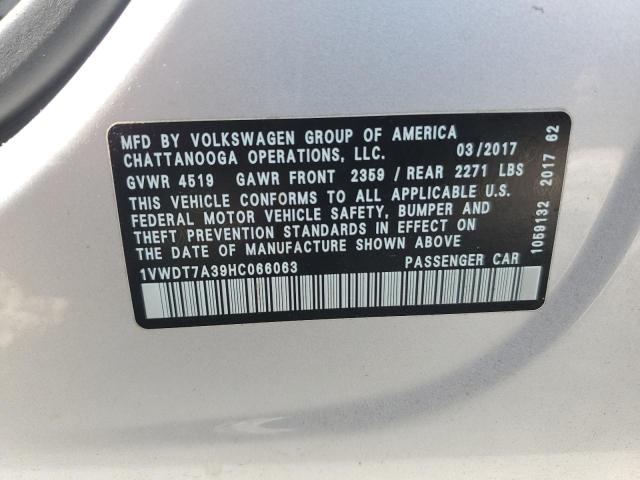 MFD BY VOLKSWAGEN GROUP OF AMERICA
CHATTANOOGA OPERATIONS, LLC. 03/2017
GVWR 4519 GAWR FRONT 2359 / REAR 2271 LBS
THIS VEHICLE CONFORMS TO ALL APPLICABLE U.S.
FEDERAL MOTOR VEHICLE SAFETY, BUMPER AND
THEFT PREVENTION STANDARDS IN EFFECT ON
THE DATE OF MANUFACTURE SHOWN ABOVE
1VWDT7A39HC066063 PASSENGER CAR
1059132 2017 62